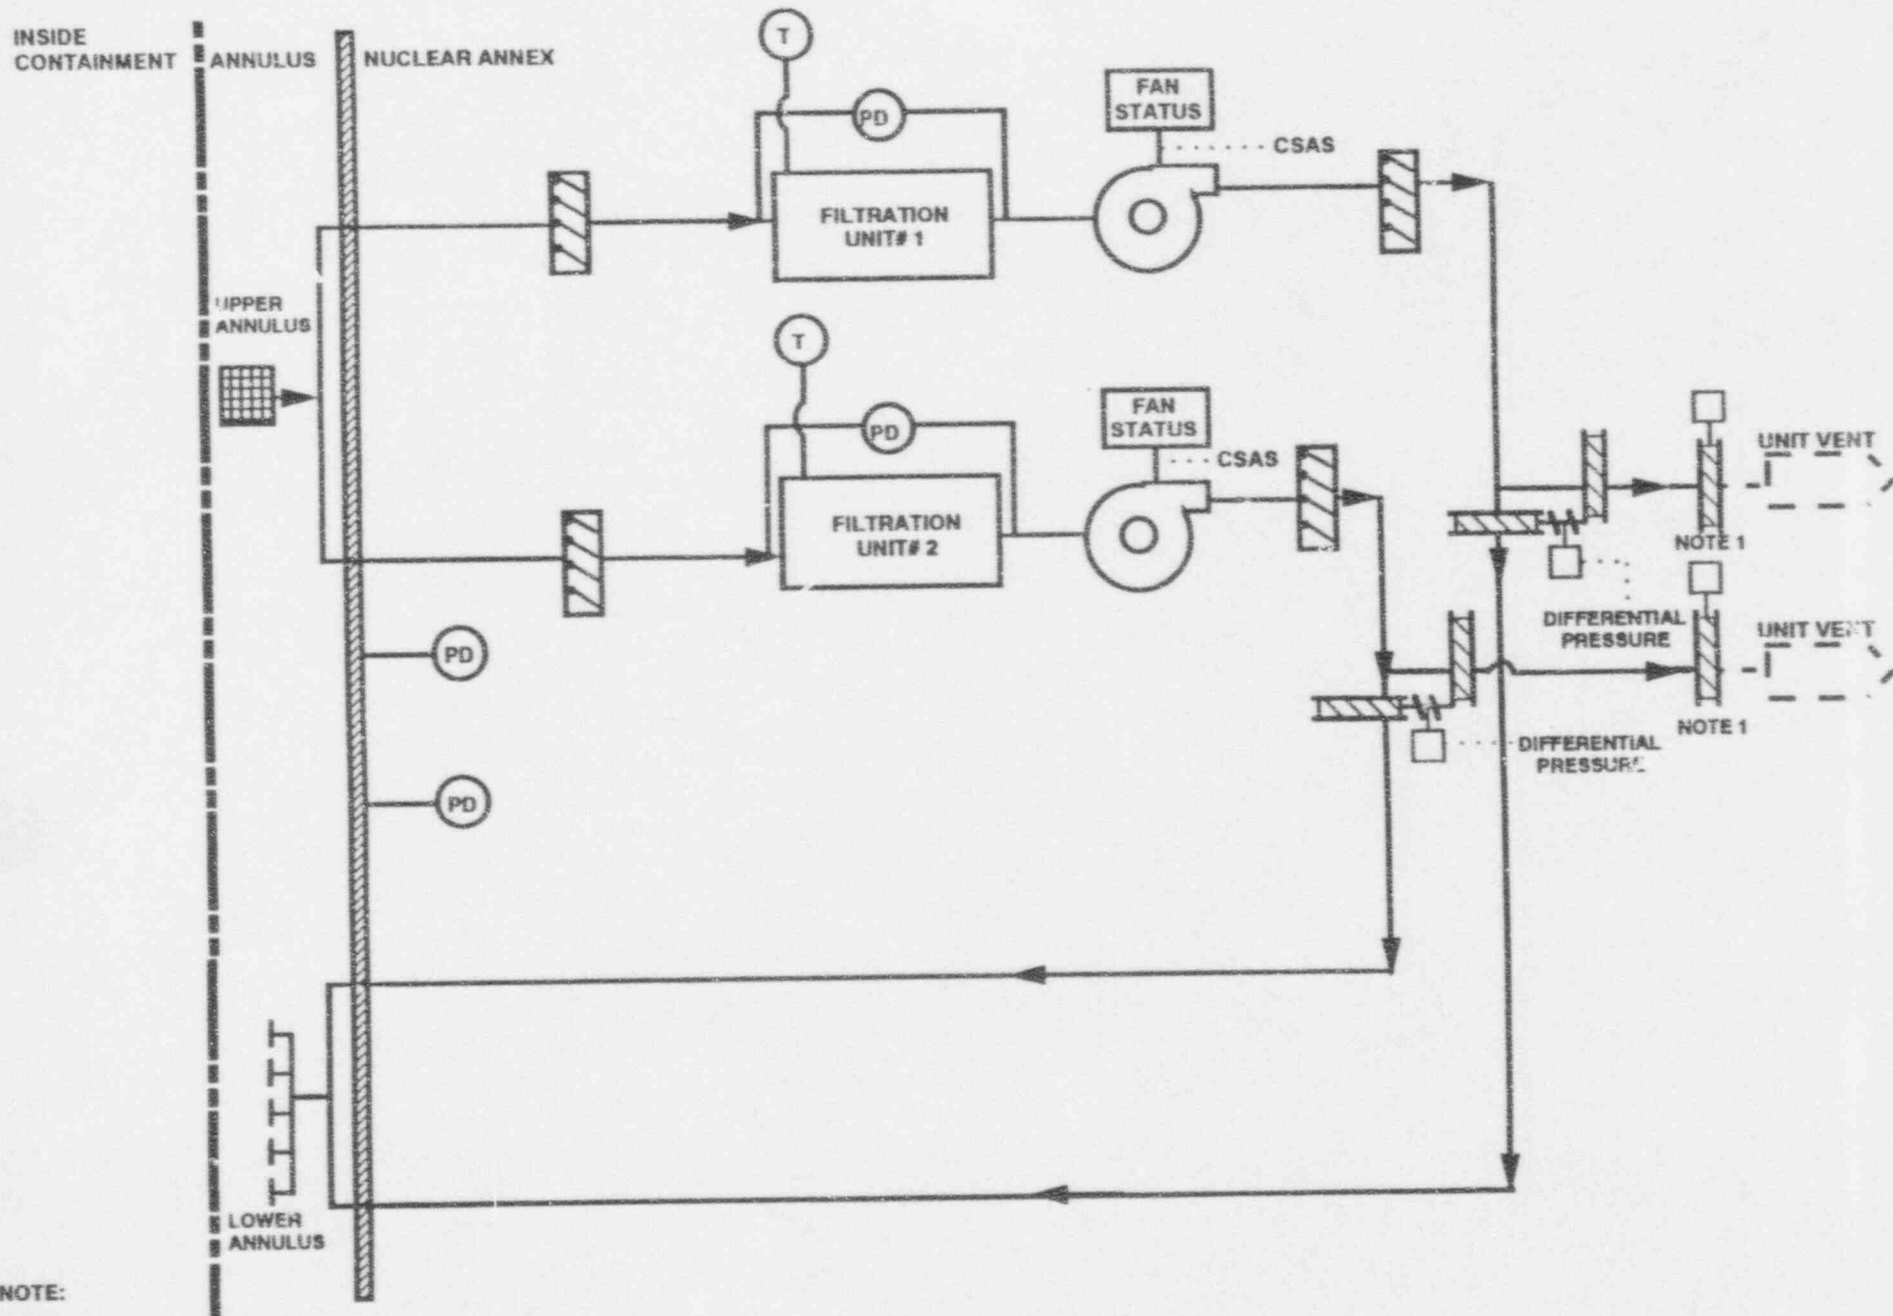 INSIDE
CONTAINMENT
ANNULUS
NUCLEAR ANNEX
T
PD
FAN
STATUS
CSAS
FILTRATION
UNIT# 1
UPPER
ANNULUS
T
PD
FAN
STATUS
CSAS
FILTRATION
UNIT# 2
UNIT VENT
NOTE 1
DIFFERENTIAL
PRESSURE
UNIT VENT
NOTE 1
DIFFERENTIAL
PRESSURE
PD
PD
LOWER
ANNULUS
NOTE: